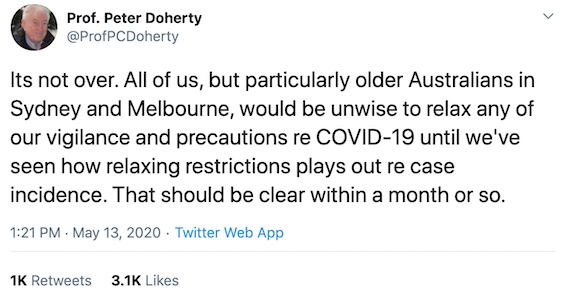 Prof. Peter Doherty
@ProfPCDoherty
Its not over. All of us, but particularly older Australians in
Sydney and Melbourne, would be unwise to relax any of
our vigilance and precautions re COVID-19 until we've
seen how relaxing restrictions plays out re case
incidence. That should be clear within a month or so.
1:21 PM · May 13, 2020 · Twitter Web App
1K Retweets 3.1K Likes